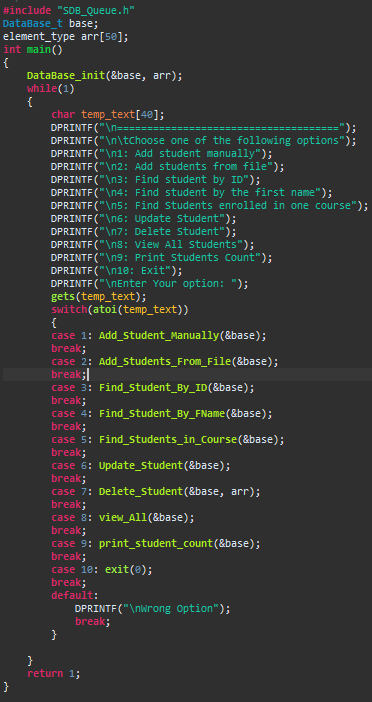 #include "SDB_Queue.h"
DataBase_t base;
element_type arr[50];
int main()
{
DataBase_init(&base, arr);
while(1)
{
char temp_text[40];
DPRINTF("\n=====================================");
DPRINTF("\n\tChoose one of the following options");
DPRINTF("\n1: Add student manually");
DPRINTF("\n2: Add students from file");
DPRINTF("\n3: Find student by ID");
DPRINTF("\n4: Find student by the first name");
DPRINTF("\n5: Find Students enrolled in one course");
DPRINTF("\n6: Update Student");
DPRINTF("\n7: Delete Student");
DPRINTF("\n8: View All Students");
DPRINTF("\n9: Print Students Count");
DPRINTF("\n10: Exit");
DPRINTF("\nEnter Your option: ");
gets(temp_text);
switch(atoi(temp_text))
{
case 1: Add_Student_Manually(&base);
break;
case 2: Add_Students_From_File(&base);
break;
case 3: Find_Student_By_ID(&base);
break;
case 4: Find_Student_By_FName(&base);
break;
case 5: Find_Students_in_Course(&base);
break;
case 6: Update_Student(&base);
break;
case 7: Delete_Student(&base, arr);
break;
case 8: view_All(&base);
break;
case 9: print_student_count(&base);
break;
case 10: exit(0);
break;
default:
DPRINTF("\nWrong Option");
break;
}
}
return 1;
}